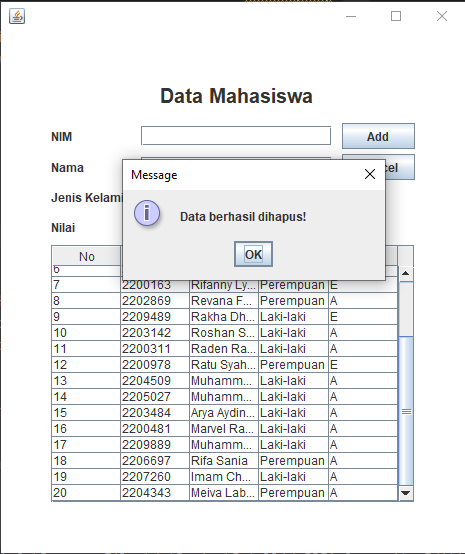 Data Mahasiswa
NIM
Add
Nama
Message
Data berhasil dihapus!
OK
Jenis Kelami
Nilai
No
7 2200163 Rifanny Ly... Perempuan E
8 2202869 Revana F... Perempuan A
9 2209489 Rakha Dh... Laki-laki E
10 2203142 Roshan S... Laki-laki A
11 2200311 Raden Ra... Laki-laki A
12 2200978 Ratu Syah... Perempuan E
13 2204509 Muhamm... Laki-laki A
14 2205027 Muhamm... Laki-laki A
15 2203484 Arya Aydin... Laki-laki A
16 2200481 Marvel Ra... Laki-laki A
17 2209889 Muhamm... Laki-laki A
18 2206697 Rifa Sania Perempuan A
19 2207260 Imam Ch... Laki-laki A
20 2204343 Meiva Lab... Perempuan A